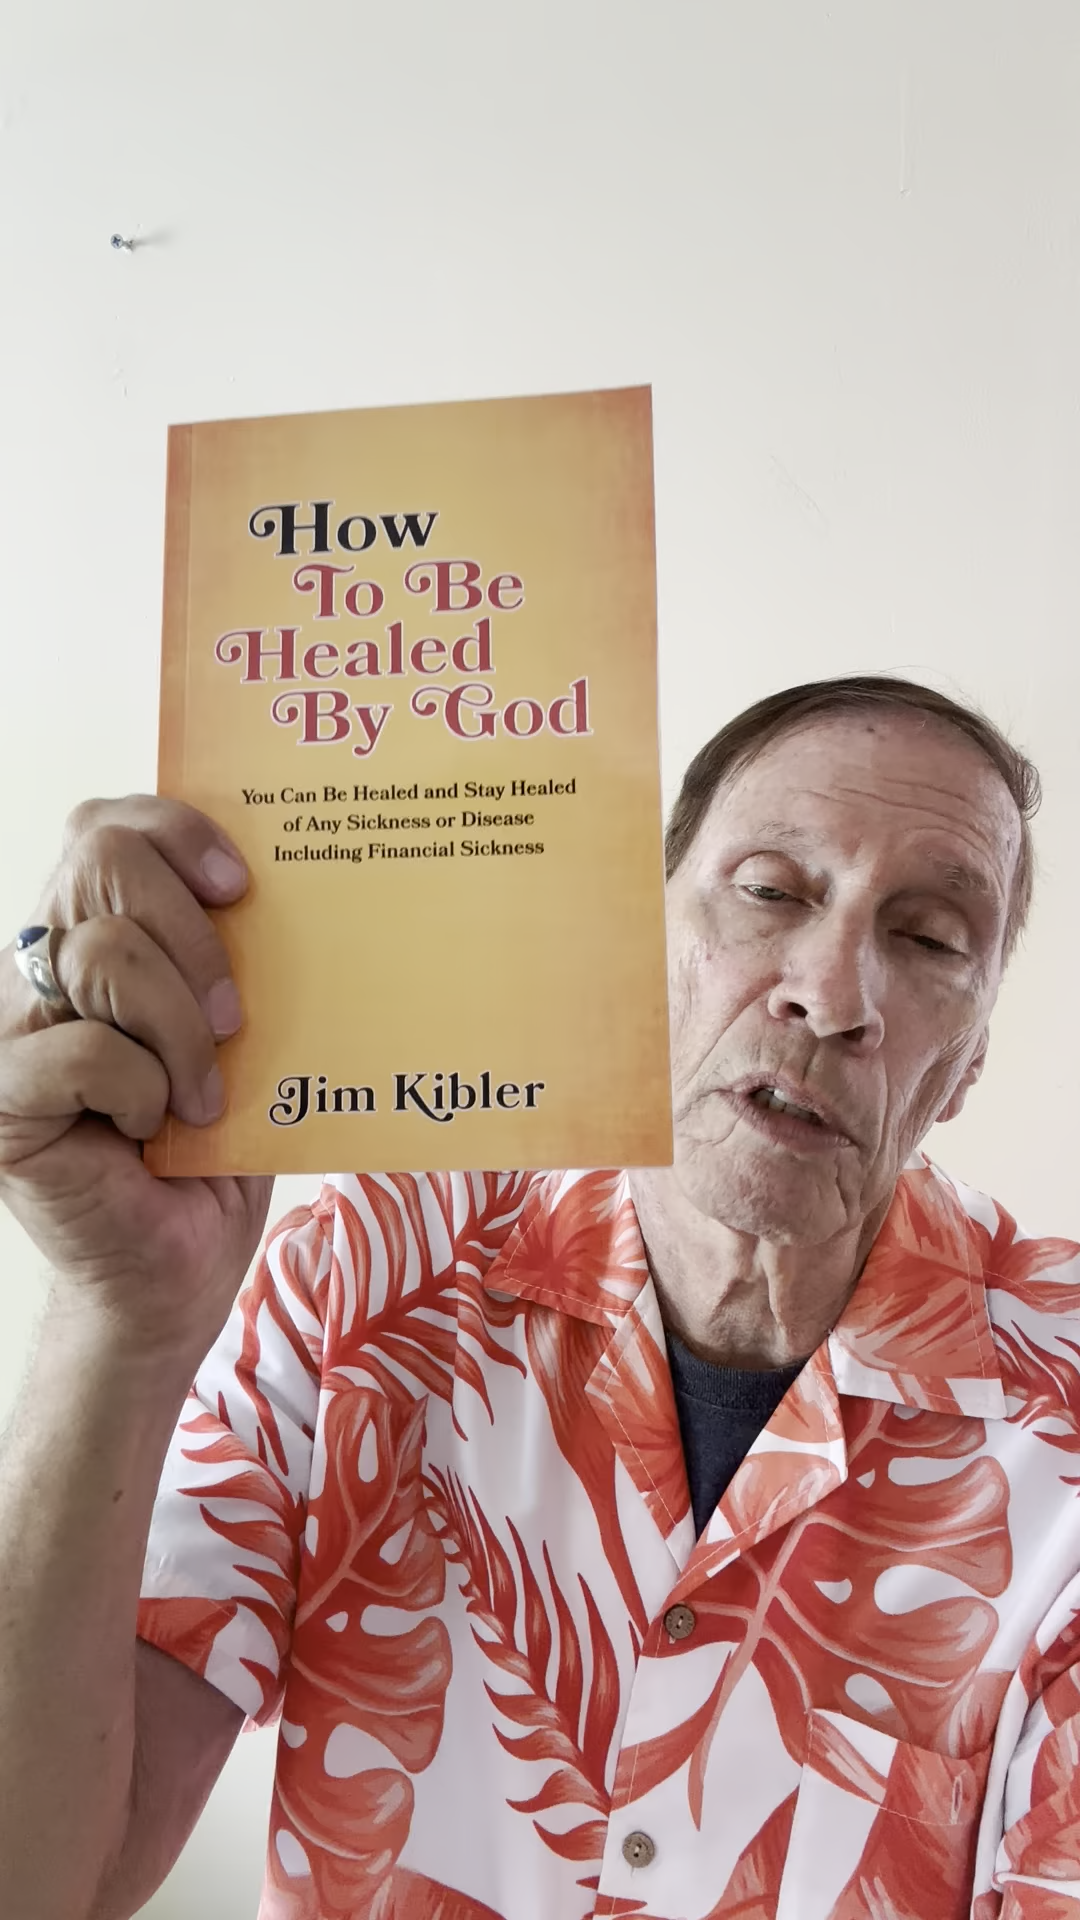 How
To Be
Healed
By God
You Can Be Healed and Stay Healed
of Any Sickness or Disease
Including Financial Sickness
Jim Kibler